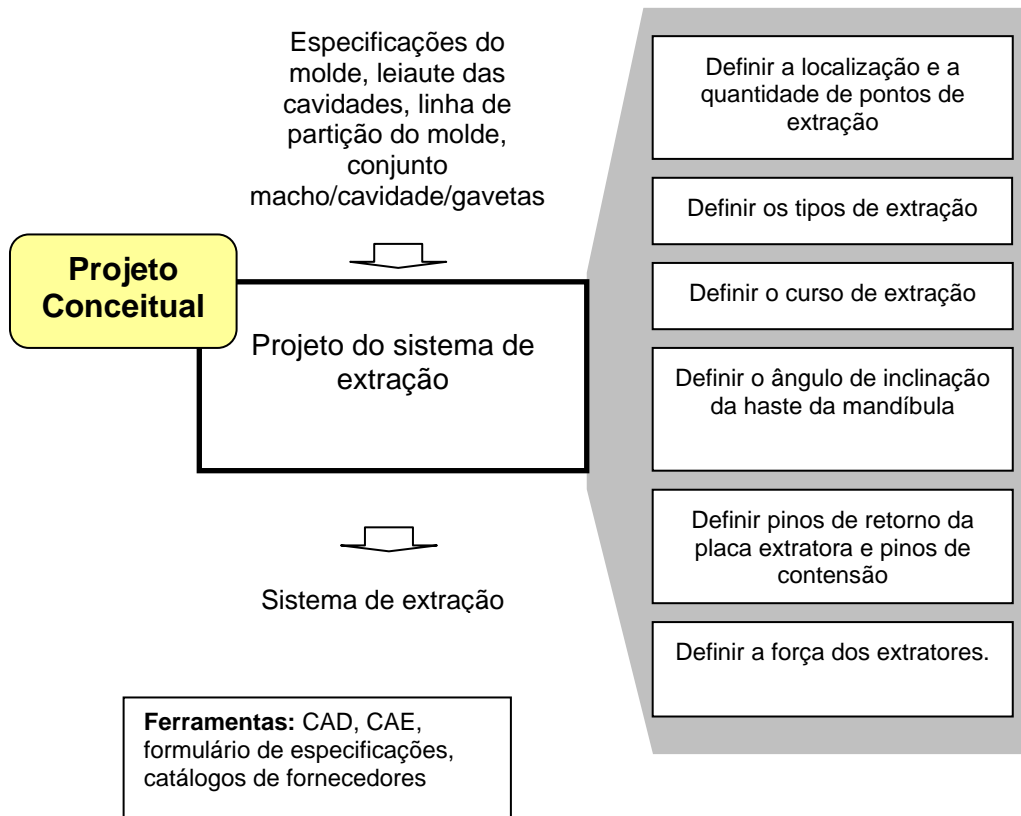 Especificações do
molde, leiaute das
cavidades, linha de
partição do molde,
conjunto
macho/cavidade/gavetas
Projeto
Conceitual
Projeto do sistema de
extração
Sistema de extração
Ferramentas: CAD, CAE,
formulário de especificações,
catálogos de fornecedores
Definir a localização e a
quantidade de pontos de
extração
Definir os tipos de extração
Definir o curso de extração
Definir o ângulo de inclinação
da haste da mandíbula
Definir pinos de retorno da
placa extratora e pinos de
contensão
Definir a força dos extratores.